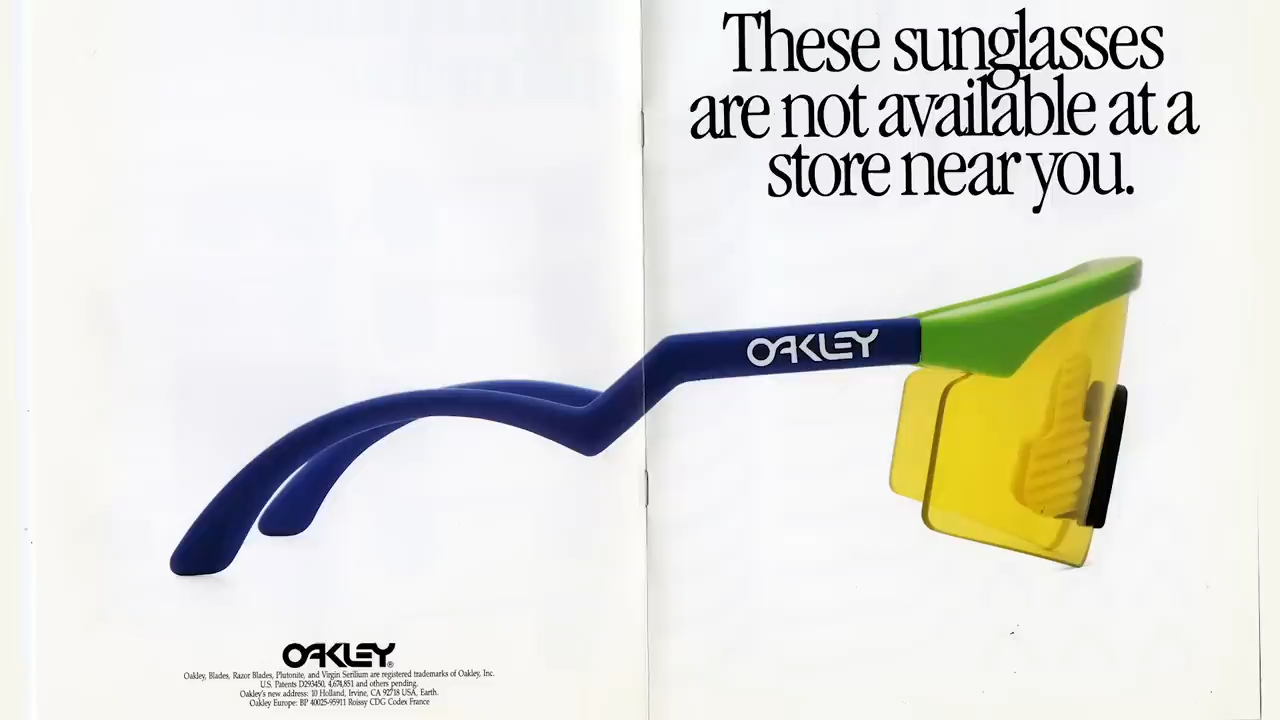 These sunglasses
are not available at a
store near you.
OAKLEY
OAKLEY®
Oakley, Blades, Razor Blades, Plutonite, and Virgin Serilium are registered trademarks of Oakley, Inc.
U.S. Patents D293450, 4,674,851 and others pending.
Oakley's new address: 10 Holland, Irvine, CA 92718 USA, Earth.
Oakley Europe: BP 40025-95911 Roissy CDG Codex France